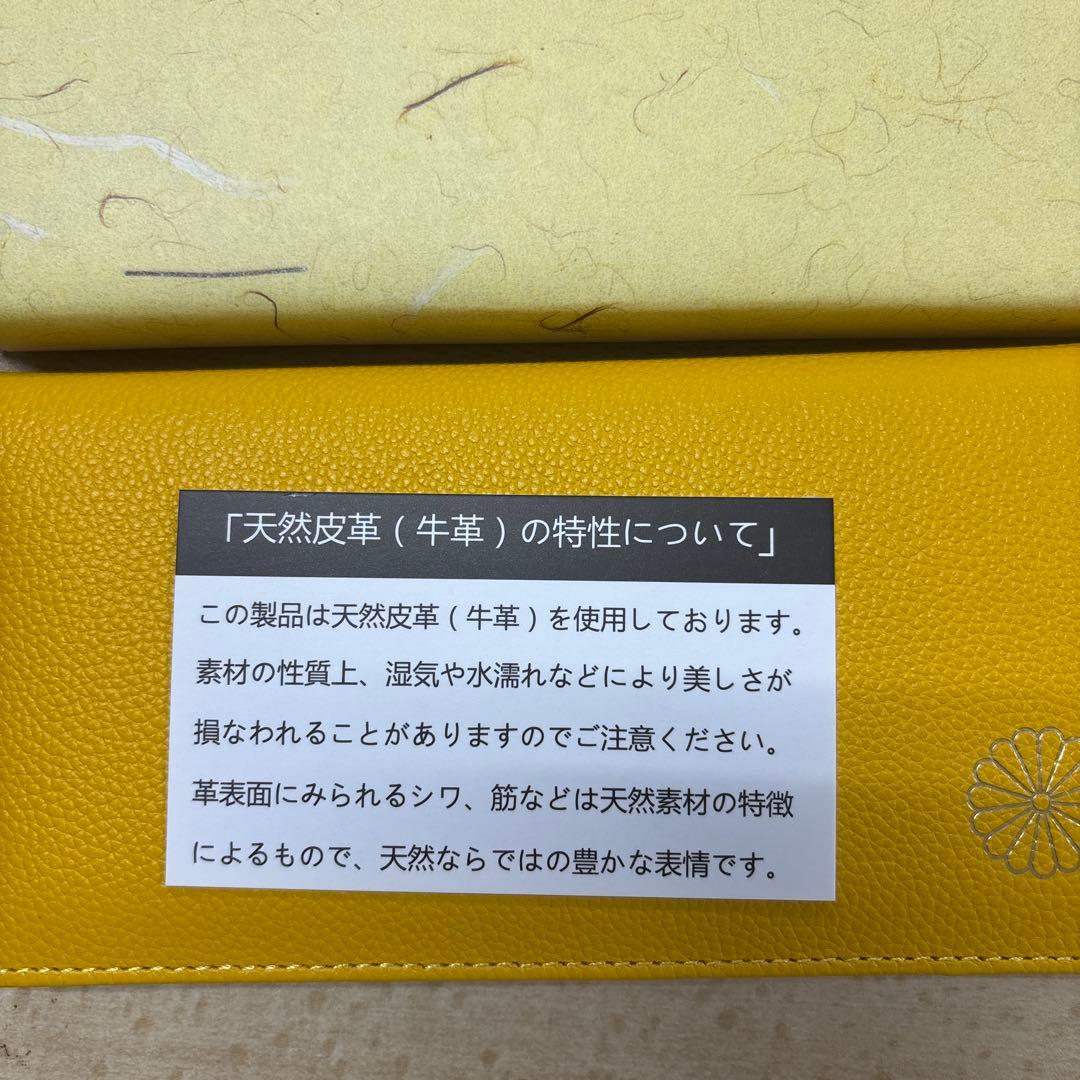 「天然皮革(牛革)の特性について」
この製品は天然皮革(牛革)を使用しております。
素材の性質上、湿気や水濡れなどにより美しさが
損なわれることがありますのでご注意ください。
革表面にみられるシワ、筋などは天然素材の特徴
によるもので、天然ならではの豊かな表情です。